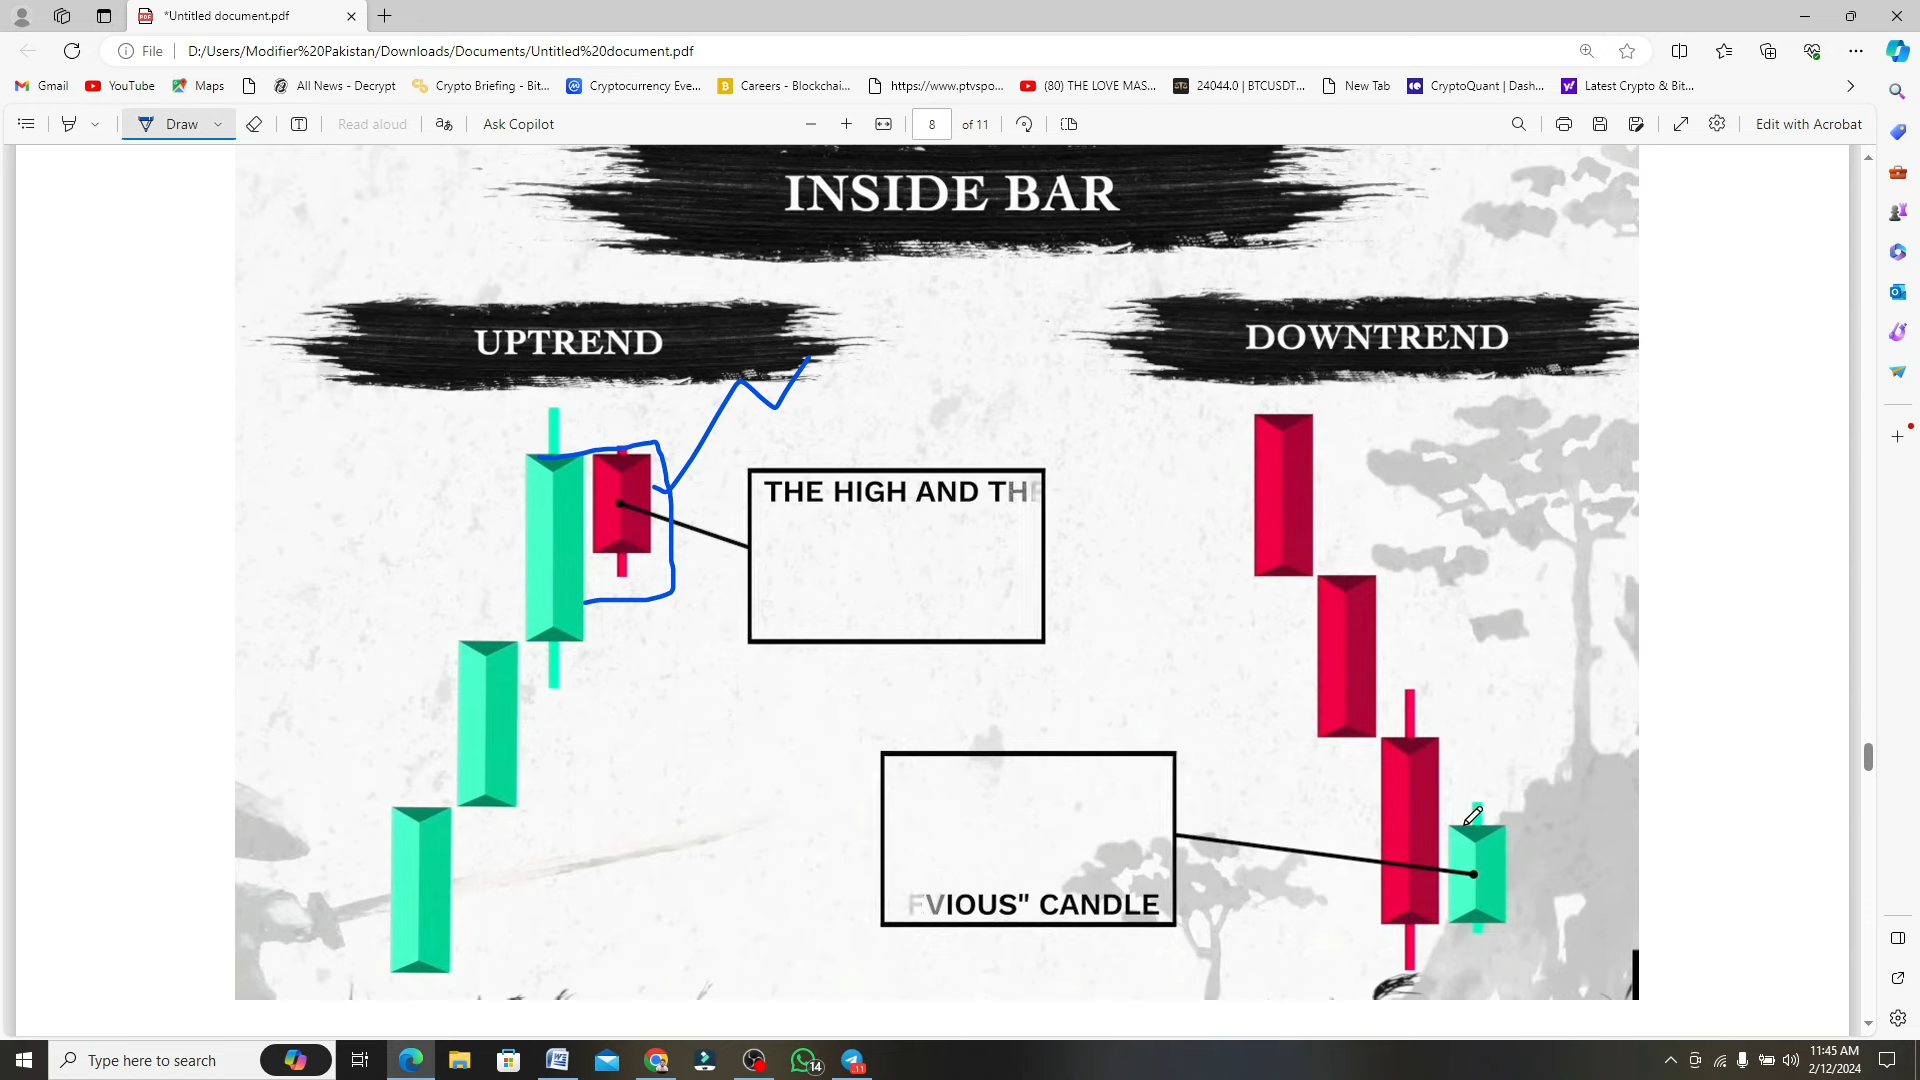 *Untitled document.pdf
File
D:/Users/Modifier%20Pakistan/Downloads/Documents/Untitled%20document.pdf
Gmail
YouTube
Maps
All News - Decrypt
Crypto Briefing - Bit...
Cryptocurrency Eve...
Careers - Blockchai...
https://www.ptvspo...
(80) THE LOVE MAS...
24044.0 | BTCUSDT...
New Tab
CryptoQuant | Dash...
Latest Crypto & Bit...
Draw
Read aloud
Ask Copilot
8
of 11
Edit with Acrobat
INSIDE BAR
UPTREND
DOWNTREND
THE HIGH AND THE
VIOUS" CANDLE
Type here to search
14
11
11:45 AM
2/12/2024